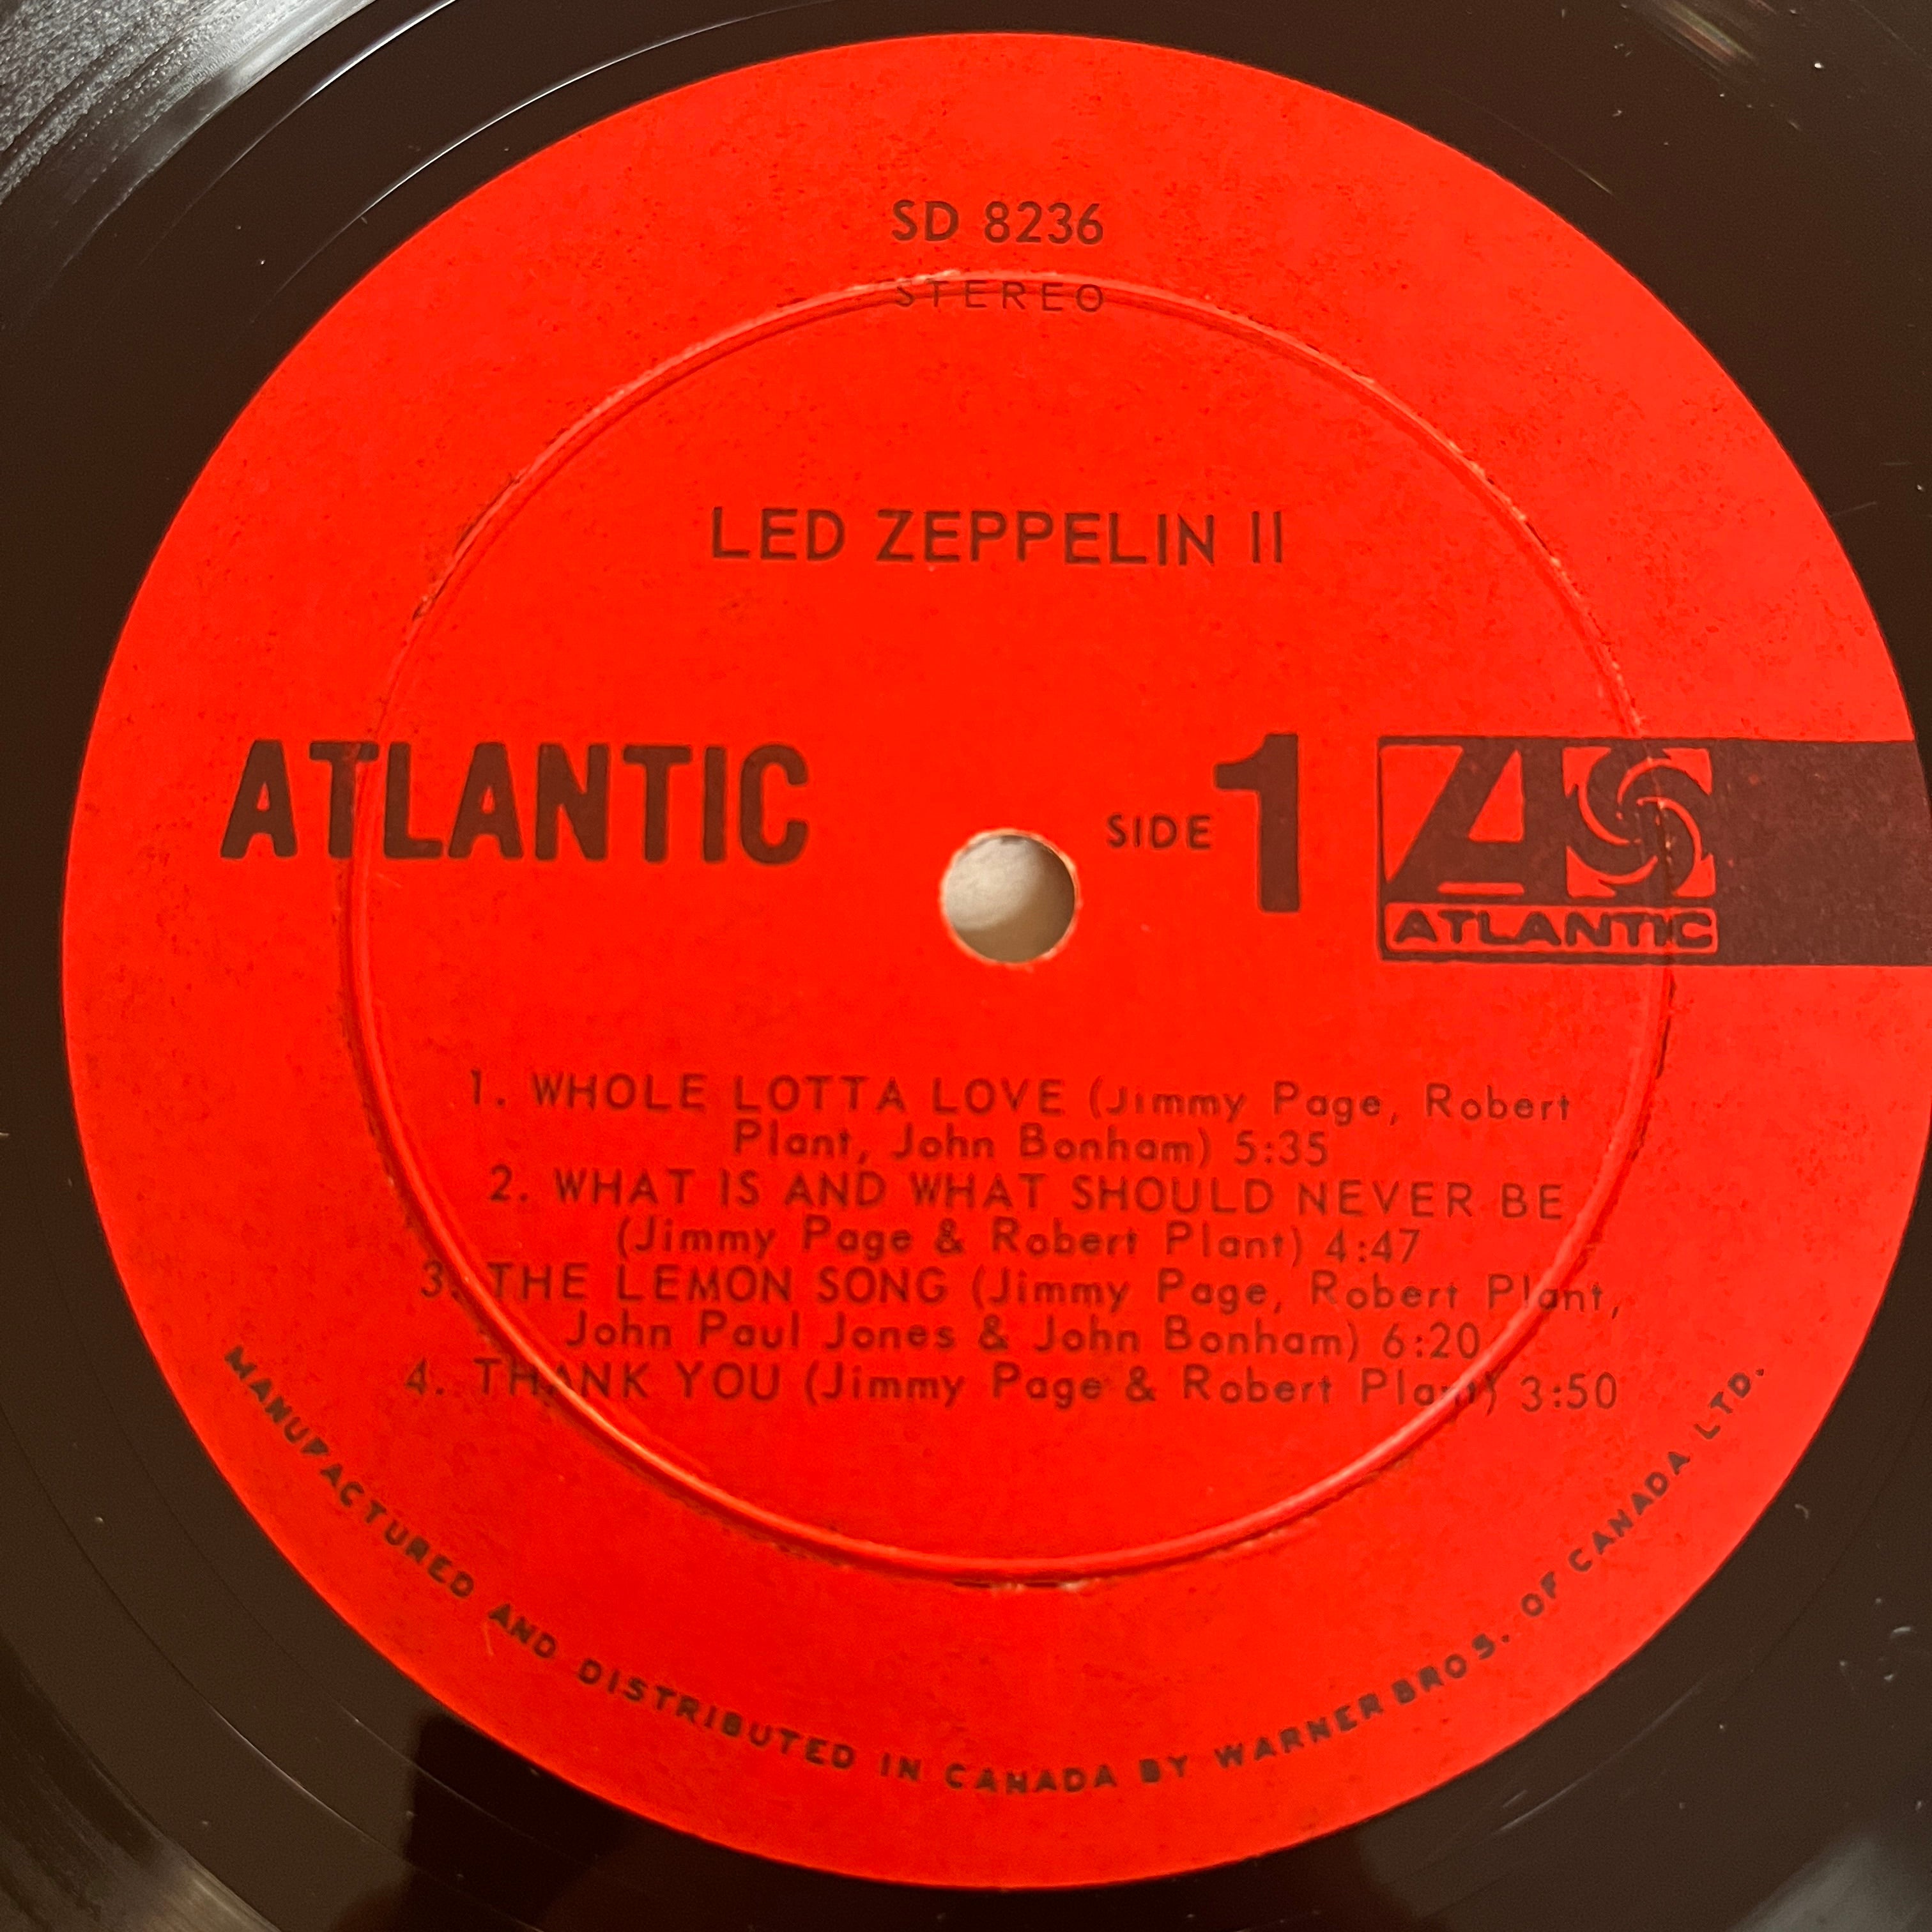 SD 8236
STEREO
LED ZEPPELIN II
ATLANTIC
SIDE 1
ATLANTIC
1. WHOLE LOTTA LOVE (Jimmy Page, Robert
Plant, John Bonham) 5:35
2. WHAT IS AND WHAT SHOULD NEVER BE
(Jimmy Page & Robert Plant) 4:47
3. THE LEMON SONG (Jimmy Page, Robert Plant,
John Paul Jones & John Bonham) 6:20
4. THANK YOU (Jimmy Page & Robert Plant) 3:50
MANUFACTURED AND DISTRIBUTED IN CANADA BY WARNER BROS. OF CANADA LTD.